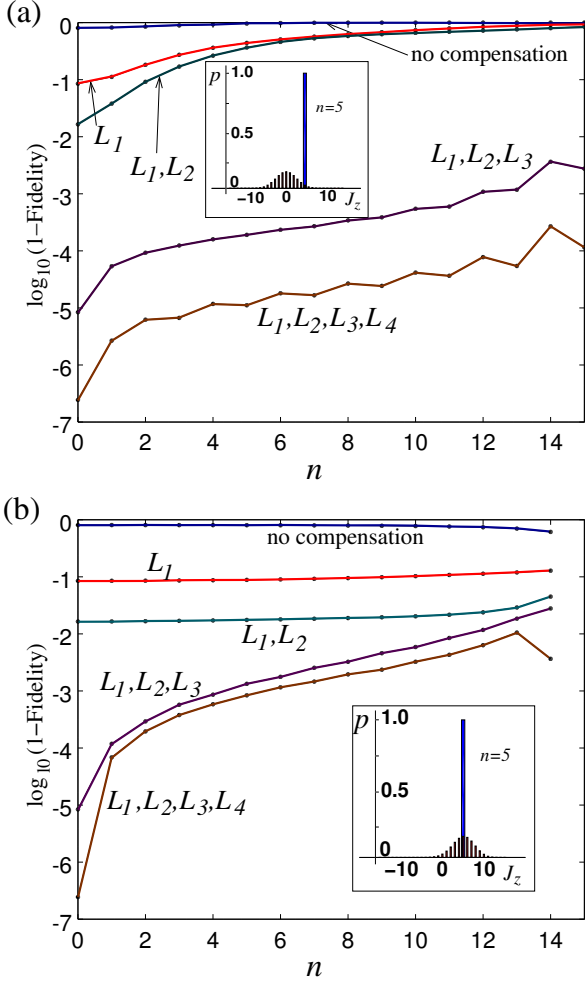 (a)
0
-1
-2
-3
-4
-5
-6
-7
log10(1−Fidelity)
no compensation
L1
L1,L2
L1,L2,L3
L1,L2,L3,L4
p
1.0
0.5
0
n=5
−10 0 10 Jz
0 2 4 6 8 10 12 14
n
(b)
0
-1
-2
-3
-4
-5
-6
-7
log10(1−Fidelity)
no compensation
L1
L1,L2
L1,L2,L3
L1,L2,L3,L4
p
1.0
0.5
0
n=5
−10 0 10 Jz
0 2 4 6 8 10 12 14
n